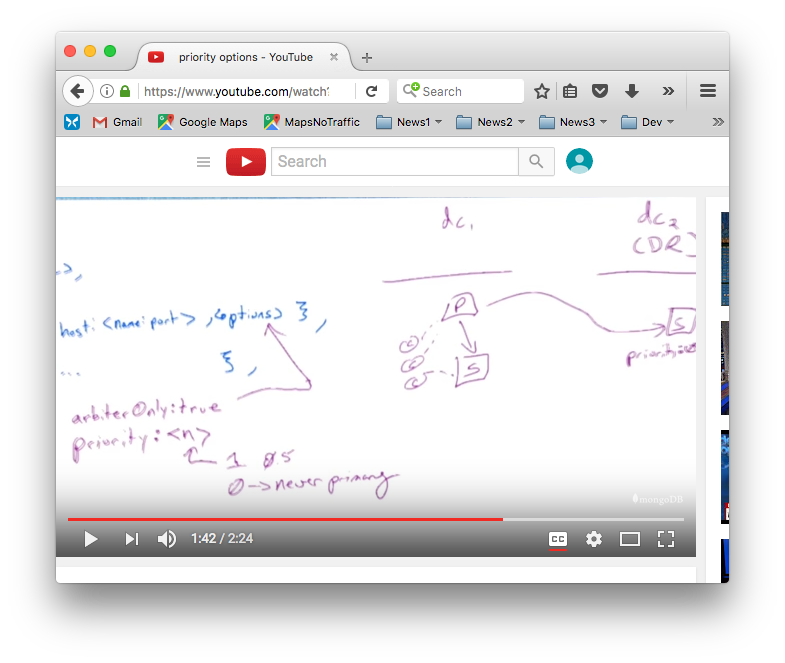 priority options - YouTube
https://www.youtube.com/watch?
Search
Gmail
Google Maps
MapsNoTraffic
News1
News2
News3
Dev
Search
dc1
dc2
(DR)
>,
host: <name:port> , <options> } ,
P
S
c
c
c
S
priority:0
} ,
...
arbiterOnly:true
priority:<n>
1 0.5
0->never primary
mongoDB
1:42 / 2:24
CC